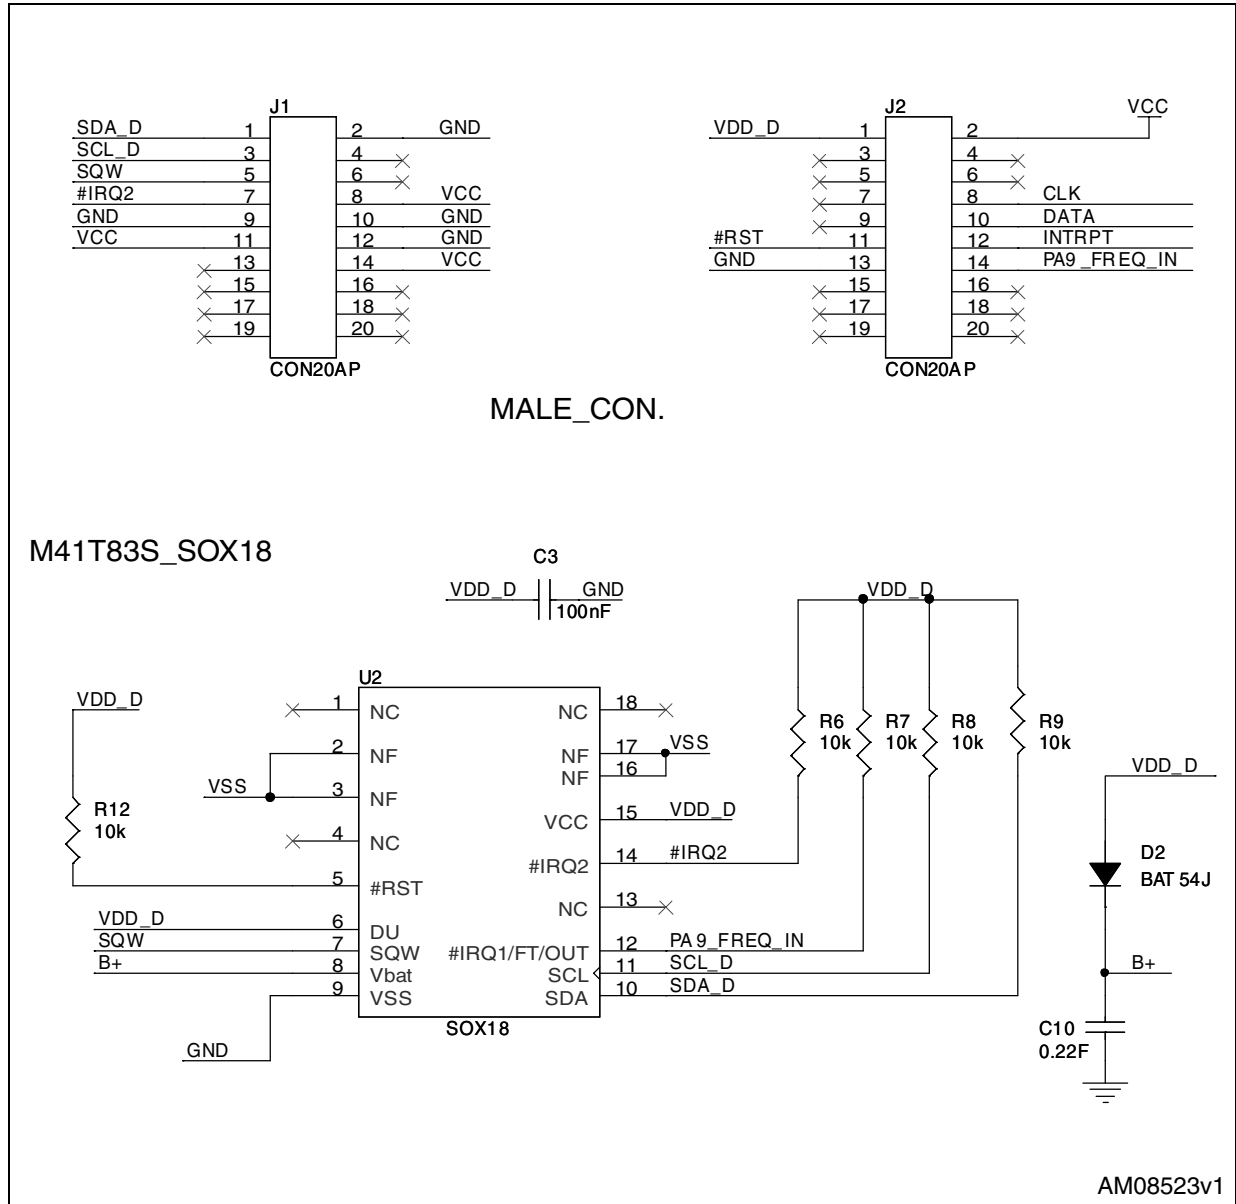 J1
SDA_D 1 2 GND
SCL_D 3 4
SQW 5 6
#IRQ2 7 8 VCC
GND 9 10 GND
VCC 11 12 GND
13 14 VCC
15 16
17 18
19 20
CON20AP
J2 VCC
VDD_D 1 2
3 4
5 6
7 8 CLK
9 10 DATA
#RST 11 12 INTRPT
GND 13 14 PA9_FREQ_IN
15 16
17 18
19 20
CON20AP
MALE_CON.
M41T83S_SOX18
C3
VDD_D GND
100nF
VDD_D
R12
10k
VSS
U2
1 NC
2 NF
3 NF
4 NC
5 #RST
VDD_D 6 DU
SQW 7 SQW
B+ 8 Vbat
9 VSS
GND
NC 18
NF 17 VSS
NF 16
VCC 15 VDD_D
#IRQ2 14 #IRQ2
NC 13
#IRQ1/FT/OUT 12 PA9_FREQ_IN
SCL 11 SCL_D
SDA 10 SDA_D
SOX18
VDD_D
R6
10k
R7
10k
R8
10k
R9
10k
VDD_D
D2
BAT 54J
B+
C10
0.22F
AM08523v1